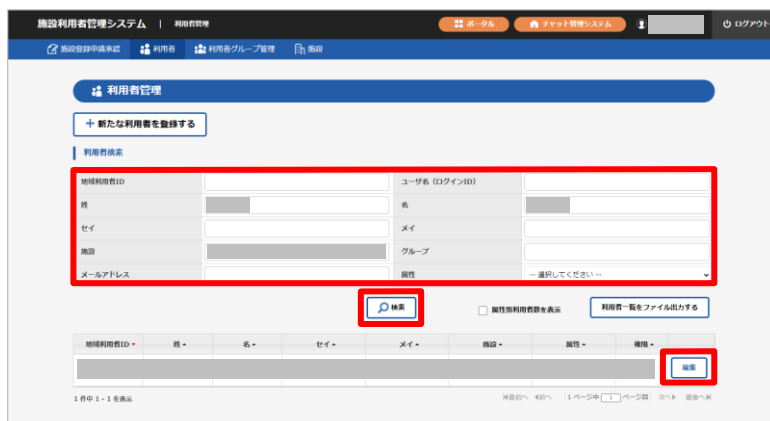 施設利用者管理システム | 利用者管理 ポータル チャット管理システム ログアウト
施設登録申請承認 利用者 利用者グループ管理 施設
利用者管理
＋ 新たな利用者を登録する
利用者検索
地域利用者ID ユーザ名（ログインID）
姓 名
セイ メイ
施設 グループ
メールアドレス 属性 -- 選択してください --
検索 属性別利用者数を表示 利用者一覧をファイル出力する
地域利用者ID 姓 名 セイ メイ 施設 属性 権限
編集
1 件中 1 - 1 を表示 最前へ 前へ 1 ページ中 1 ページ目 次へ 最後へ